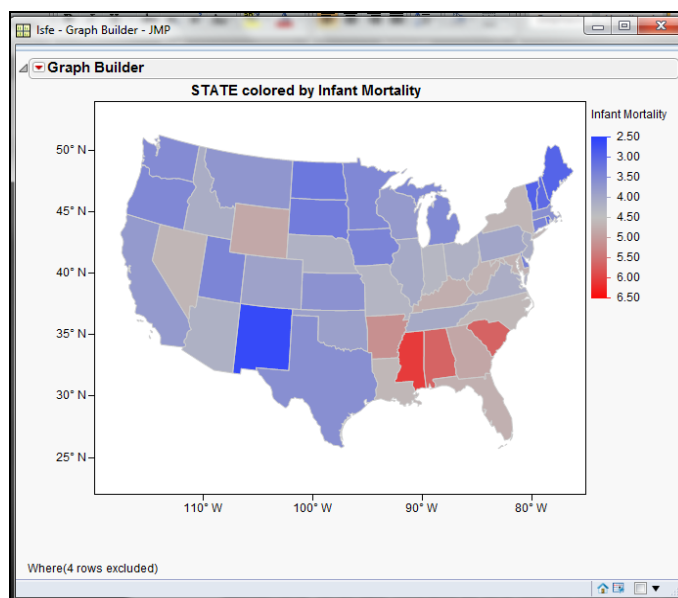 lsfe - Graph Builder - JMP
Graph Builder
STATE colored by Infant Mortality
Infant Mortality
2.50
3.00
3.50
4.00
4.50
5.00
5.50
6.00
6.50
50° N
45° N
40° N
35° N
30° N
25° N
110° W 100° W 90° W 80° W
Where(4 rows excluded)